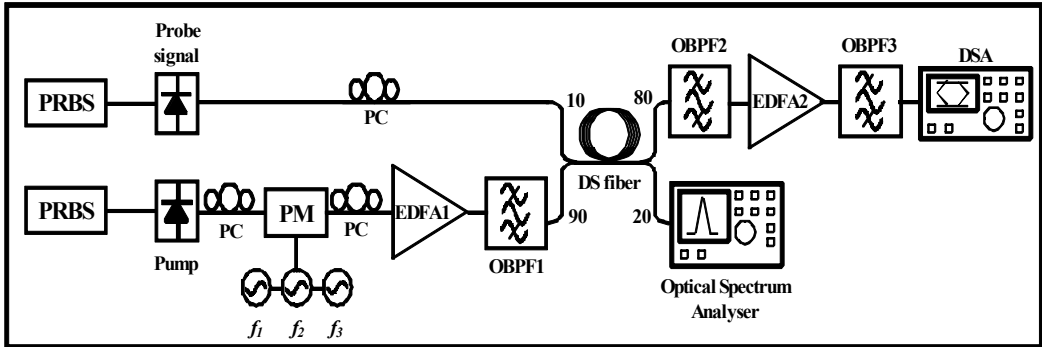 Probe
signal
PRBS
PC
10
80
OBPF2
EDFA2
OBPF3
DSA
DS fiber
PRBS
Pump
PC
PM
PC
EDFA1
OBPF1
90
20
Optical Spectrum
Analyser
f1 f2 f3